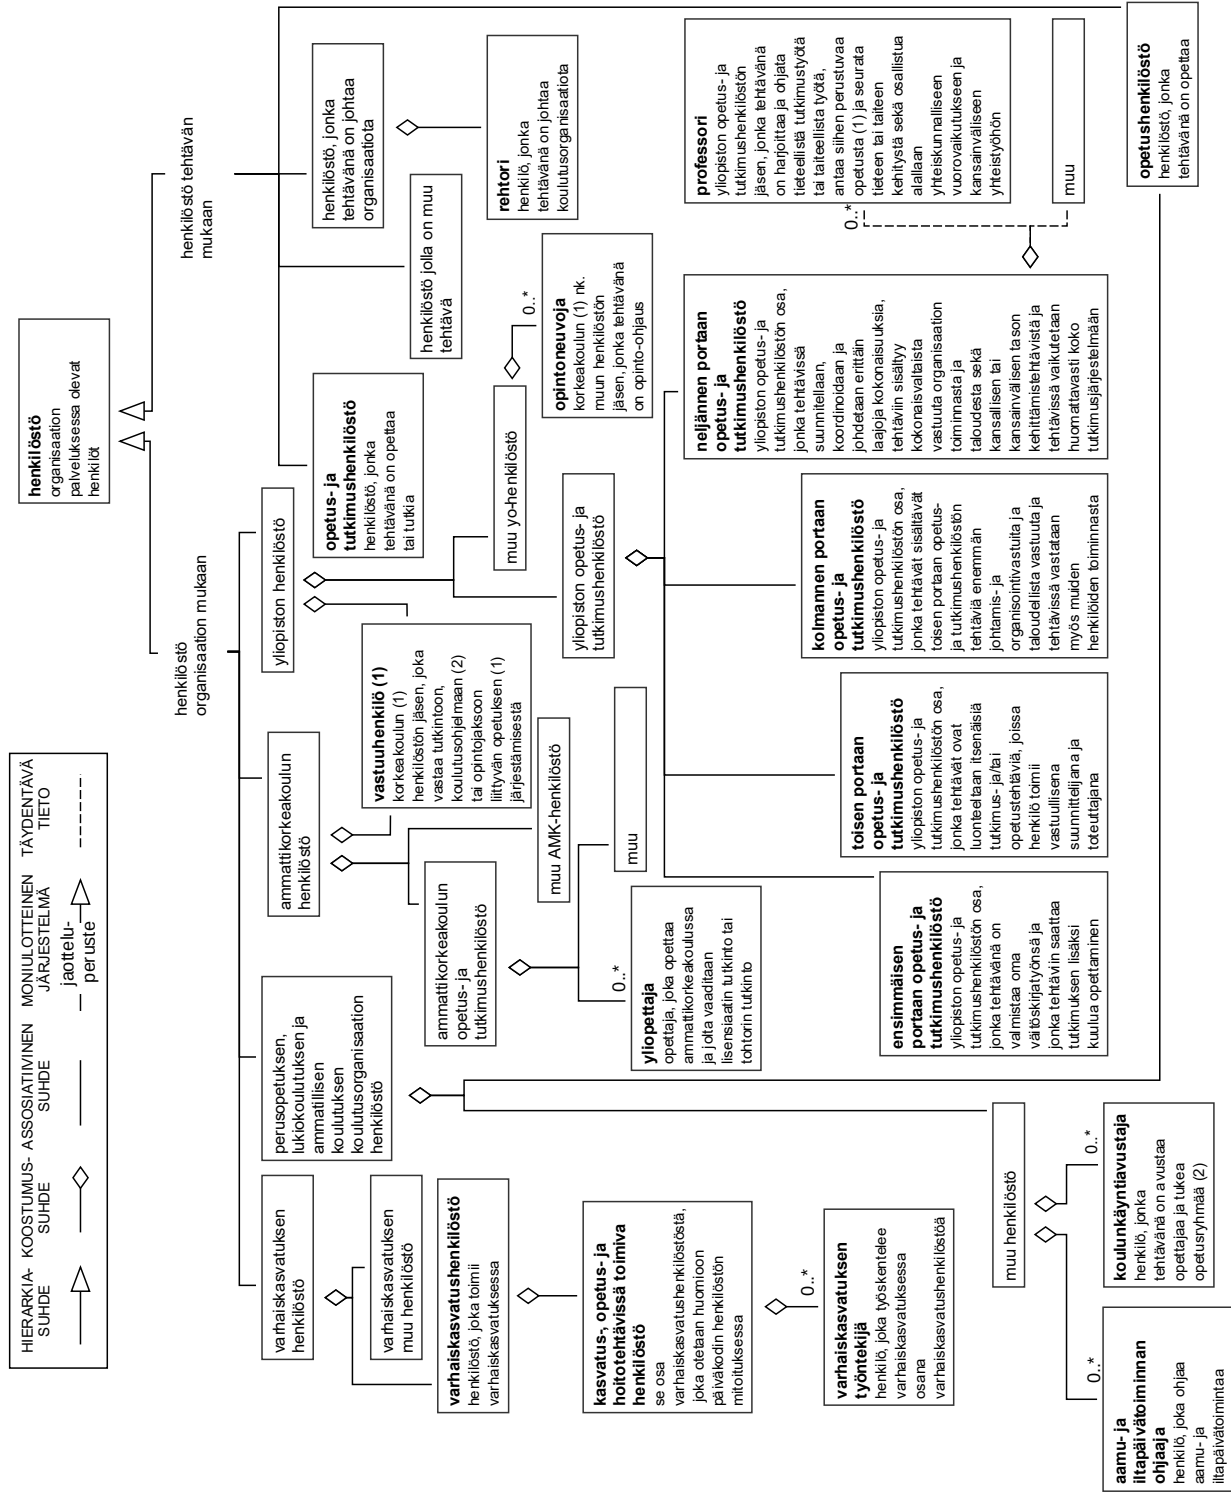 HIERARKIA-
SUHDE
KOOSTUMUS-
SUHDE
ASSOSIATIIVINEN
SUHDE
MONIULOTTEINEN
JÄRJESTELMÄ
jaottelu-
peruste
TÄYDENTÄVÄ
TIETO
henkilöstö
organisaation
palveluksessa olevat
henkilöt
henkilöstö
organisaation mukaan
henkilöstö tehtävän
mukaan
varhaiskasvatuksen
henkilöstö
perusopetuksen,
lukiokoulutuksen ja
ammatillisen
koulutuksen
koulutusorganisaation
henkilöstö
ammattikorkeakoulun
henkilöstö
yliopiston henkilöstö
opetus- ja
tutkimushenkilöstö
henkilöstö, jonka
tehtävänä on opettaa
tai tutkia
henkilöstö jolla on muu
tehtävä
henkilöstö, jonka
tehtävänä on johtaa
organisaatiota
varhaiskasvatuksen
muu henkilöstö
varhaiskasvatushenkilöstö
henkilöstö, joka toimii
varhaiskasvatuksessa
vastuuhenkilö (1)
korkeakoulun (1)
henkilöstön jäsen, joka
vastaa tutkintoon,
koulutusohjelmaan (2)
tai opintojaksoon
liittyvän opetuksen (1)
järjestämisestä
ammattikorkeakoulun
opetus- ja
tutkimushenkilöstö
muu AMK-henkilöstö
muu yo-henkilöstö
yliopiston opetus- ja
tutkimushenkilöstö
0..*
opintoneuvoja
korkeakoulun (1) nk.
muun henkilöstön
jäsen, jonka tehtävänä
on opinto-ohjaus
rehtori
henkilö, jonka
tehtävänä on johtaa
koulutusorganisaatiota
kasvatus-, opetus- ja
hoitotehtävissä toimiva
henkilöstö
se osa
varhaiskasvatushenkilöstöstä,
joka otetaan huomioon
päiväkodin henkilöstön
mitoituksessa
0..*
yliopettaja
opettaja, joka opettaa
ammattikorkeakoulussa
ja jolta vaaditaan
lisensiaatin tutkinto tai
tohtorin tutkinto
muu
0..*
varhaiskasvatuksen
työntekijä
henkilö, joka työskentelee
varhaiskasvatuksessa
osana
varhaiskasvatushenkilöstöä
ensimmäisen
portaan opetus- ja
tutkimushenkilöstö
yliopiston opetus- ja
tutkimushenkilöstön osa,
jonka tehtävänä on
valmistaa oma
väitöskirjatyönsä ja
jonka tehtäviin saattaa
tutkimuksen lisäksi
kuulua opettaminen
toisen portaan
opetus- ja
tutkimushenkilöstö
yliopiston opetus- ja
tutkimushenkilöstön osa,
jonka tehtävät ovat
luonteeltaan itsenäisiä
tutkimus- ja/tai
opetustehtäviä, joissa
henkilö toimii
vastuullisena
suunnittelijana ja
toteuttajana
kolmannen portaan
opetus- ja
tutkimushenkilöstö
yliopiston opetus- ja
tutkimushenkilöstön osa,
jonka tehtävät sisältävät
toisen portaan opetus-
ja tutkimushenkilöstön
tehtäviä enemmän
johtamis- ja
organisointivastuita ja
taloudellista vastuuta ja
tehtävissä vastataan
myös muiden
henkilöiden toiminnasta
neljännen portaan
opetus- ja
tutkimushenkilöstö
yliopiston opetus- ja
tutkimushenkilöstön osa,
jonka tehtävissä
suunnitellaan,
koordinoidaan ja
johdetaan erittäin
laajoja kokonaisuuksia,
tehtäviin sisältyy
kokonaisvaltaista
vastuuta organisaation
toiminnasta ja
taloudesta sekä
kansallisen tai
kansainvälisen tason
kehittämistehtävistä ja
tehtävissä vaikutetaan
huomattavasti koko
tutkimusjärjestelmään
professori
yliopiston opetus- ja
tutkimushenkilöstön
jäsen, jonka tehtävänä
on harjoittaa ja ohjata
tieteellistä tutkimustyötä
tai taiteellista työtä,
antaa siihen perustuvaa
opetusta (1) ja seurata
tieteen tai taiteen
kehitystä sekä osallistua
alallaan
yhteiskunnalliseen
vuorovaikutukseen ja
kansainväliseen
yhteistyöhön
0..*
muu
opetushenkilöstö
henkilöstö, jonka
tehtävänä on opettaa
muu henkilöstö
0..*
aamu- ja
iltapäivätoiminnan
ohjaaja
henkilö, joka ohjaa
aamu- ja
iltapäivätoimintaa
0..*
koulunkäyntiavustaja
henkilö, jonka
tehtävänä on avustaa
opettajaa ja tukea
opetusryhmää (2)